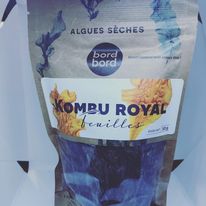 ALGUES SÈCHES
bord
bord.
KOMBU ROYAL
feuilles